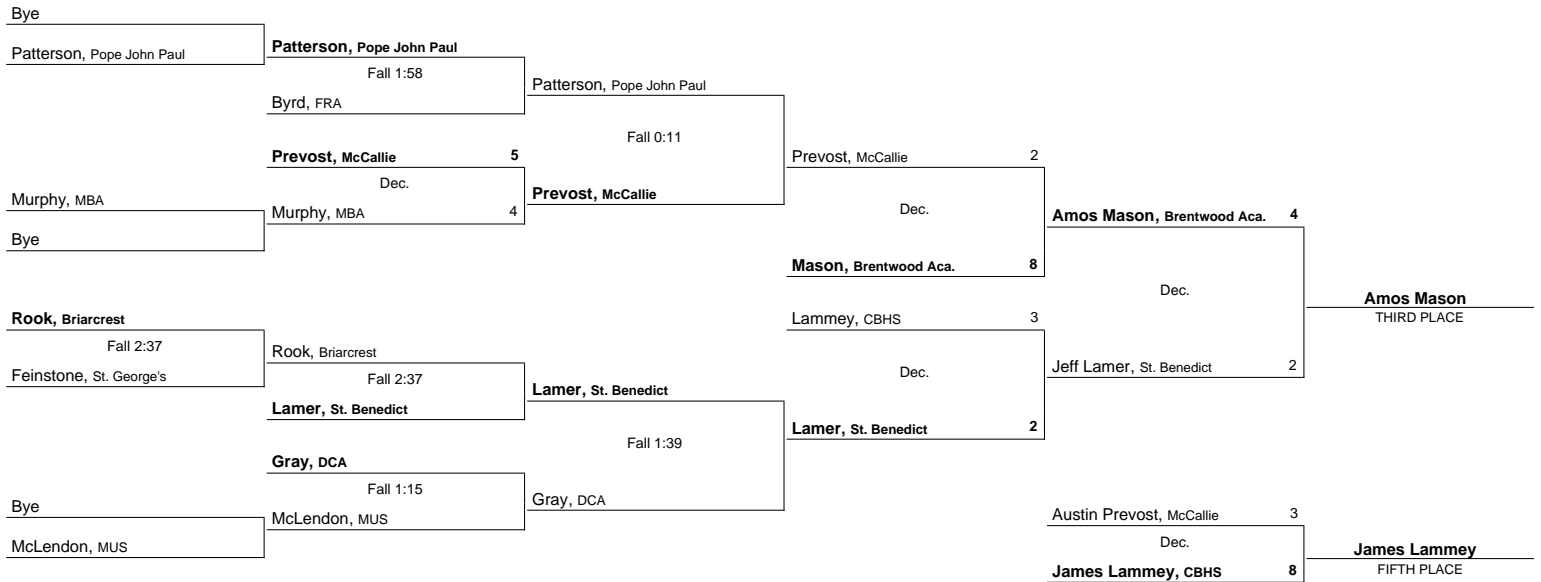 Bye
Patterson, Pope John Paul
Murphy, MBA
Bye
Rook, Briarcrest
Fall 2:37
Feinstone, St. George's
Bye
McLendon, MUS
Patterson, Pope John Paul
Fall 1:58
Byrd, FRA
Prevost, McCallie 5
Dec.
Murphy, MBA 4
Rook, Briarcrest
Fall 2:37
Lamer, St. Benedict
Gray, DCA
Fall 1:15
McLendon, MUS
Patterson, Pope John Paul
Fall 0:11
Prevost, McCallie
Lamer, St. Benedict
Fall 1:39
Gray, DCA
Prevost, McCallie 2
Dec.
Mason, Brentwood Aca. 8
Lammey, CBHS 3
Dec.
Lamer, St. Benedict 2
Amos Mason, Brentwood Aca. 4
Dec.
Jeff Lamer, St. Benedict 2
Austin Prevost, McCallie 3
Dec.
James Lammey, CBHS 8
Amos Mason
THIRD PLACE
James Lammey
FIFTH PLACE